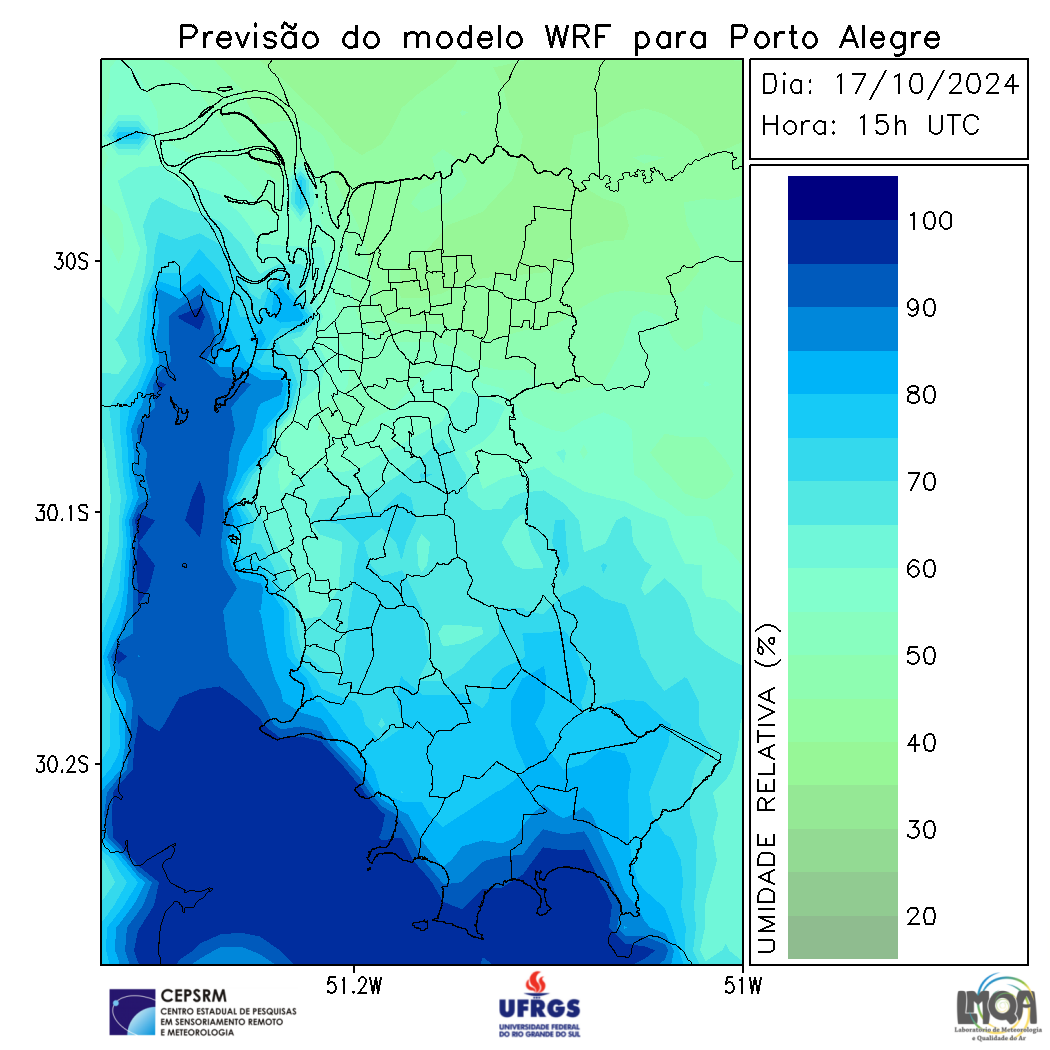 Previsão do modelo WRF para Porto Alegre
Dia: 17/10/2024
Hora: 15h UTC
30S
30.1S
30.2S
51.2W
51W
100
90
80
70
60
50
40
30
20
UMIDADE RELATIVA (%)
CEPSRM
CENTRO ESTADUAL DE PESQUISAS
EM SENSORIAMENTO REMOTO
E METEOROLOGIA
UFRGS
UNIVERSIDADE FEDERAL
DO RIO GRANDE DO SUL
LMQA
Laboratório de Meteorologia
e Qualidade do Ar